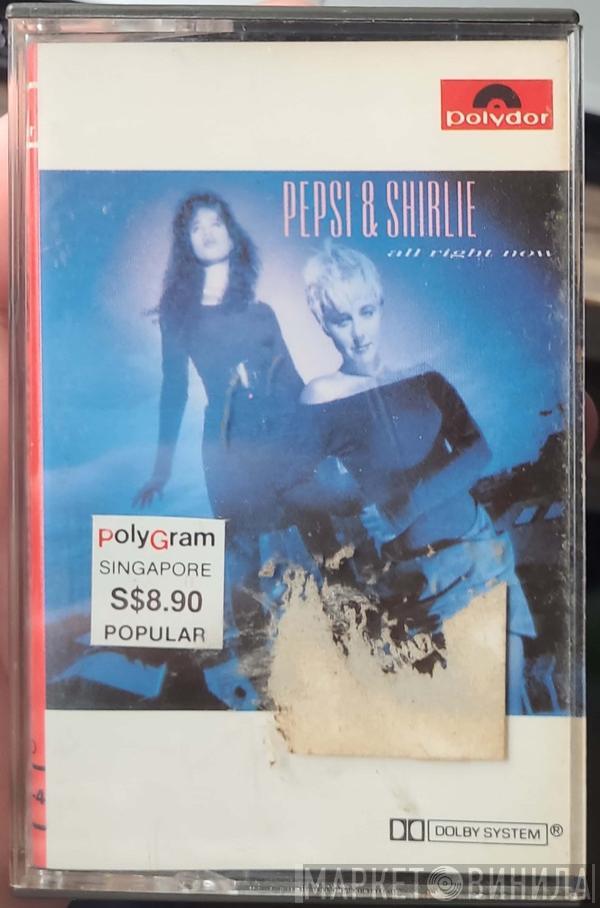 polydor
PEPSI & SHIRLIE
all right now
PolyGram
SINGAPORE
S$8.90
POPULAR
DOLBY SYSTEM®
МАРКЕТ ВИНИЛА